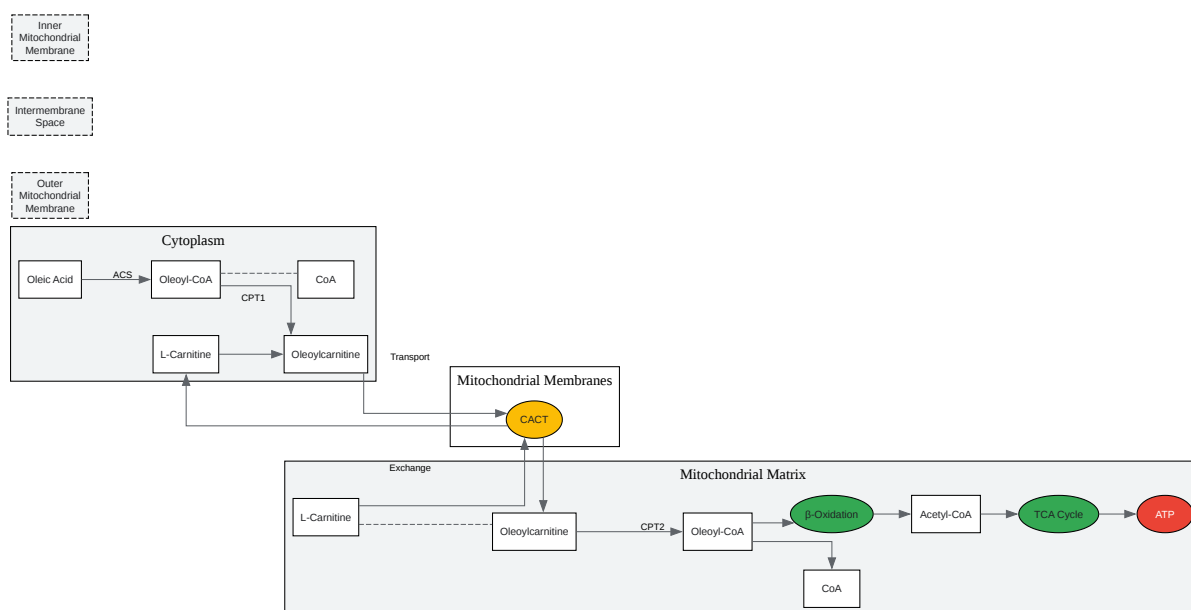 Inner
Mitochondrial
Membrane
Intermembrane
Space
Outer
Mitochondrial
Membrane
Cytoplasm
Oleic Acid
ACS
Oleoyl-CoA
CoA
CPT1
L-Carnitine
Oleoylcarnitine
Transport
Mitochondrial Membranes
CACT
Exchange
Mitochondrial Matrix
L-Carnitine
Oleoylcarnitine
CPT2
Oleoyl-CoA
β-Oxidation
Acetyl-CoA
TCA Cycle
ATP
CoA